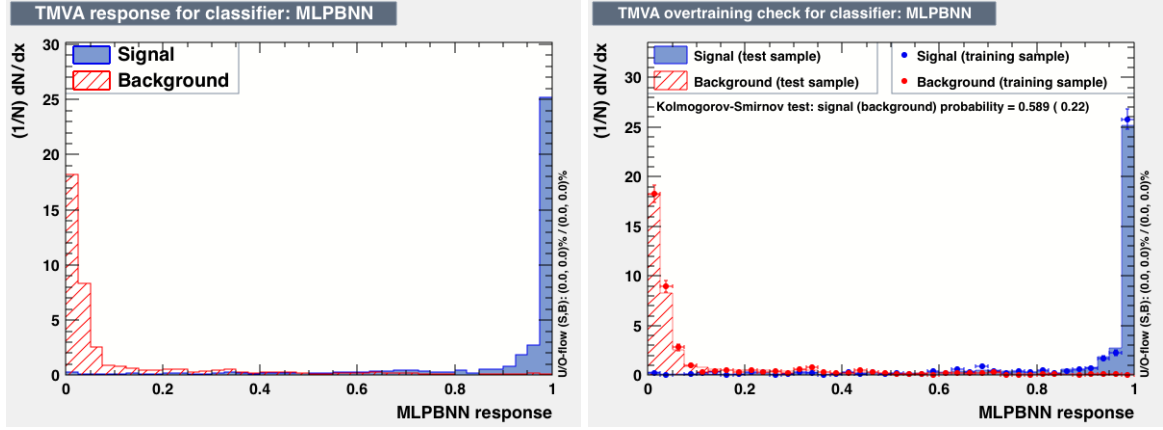 TMVA response for classifier: MLPBNN
(1/N) dN/dx
30
25
20
15
10
5
0
Signal
Background
0 0.2 0.4 0.6 0.8 1
MLPBNN response
U/O-flow (S,B): (0.0, 0.0)% / (0.0, 0.0)%
TMVA overtraining check for classifier: MLPBNN
(1/N) dN/dx
30
25
20
15
10
5
0
Signal (test sample)
Background (test sample)
Signal (training sample)
Background (training sample)
Kolmogorov-Smirnov test: signal (background) probability = 0.589 ( 0.22)
0 0.2 0.4 0.6 0.8 1
MLPBNN response
U/O-flow (S,B): (0.0, 0.0)% / (0.0, 0.0)%